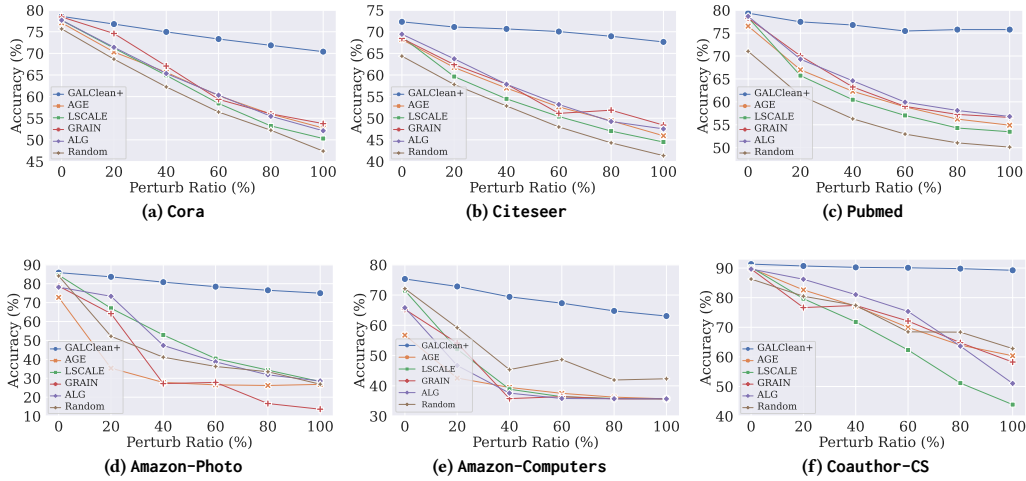 80
75
70
65
60
55
50
45
Accuracy (%)
GALClean+
AGE
LSCALE
GRAIN
ALG
Random
0 20 40 60 80 100
Perturb Ratio (%)
(a) Cora
75
70
65
60
55
50
45
40
Accuracy (%)
GALClean+
AGE
LSCALE
GRAIN
ALG
Random
0 20 40 60 80 100
Perturb Ratio (%)
(b) Citeseer
80
75
70
65
60
55
50
Accuracy (%)
GALClean+
AGE
LSCALE
GRAIN
ALG
Random
0 20 40 60 80 100
Perturb Ratio (%)
(c) Pubmed
90
80
70
60
50
40
30
20
10
Accuracy (%)
GALClean+
AGE
LSCALE
GRAIN
ALG
Random
0 20 40 60 80 100
Perturb Ratio (%)
(d) Amazon-Photo
80
70
60
50
40
30
Accuracy (%)
GALClean+
AGE
LSCALE
GRAIN
ALG
Random
0 20 40 60 80 100
Perturb Ratio (%)
(e) Amazon-Computers
90
80
70
60
50
40
Accuracy (%)
GALClean+
AGE
LSCALE
GRAIN
ALG
Random
0 20 40 60 80 100
Perturb Ratio (%)
(f) Coauthor-CS